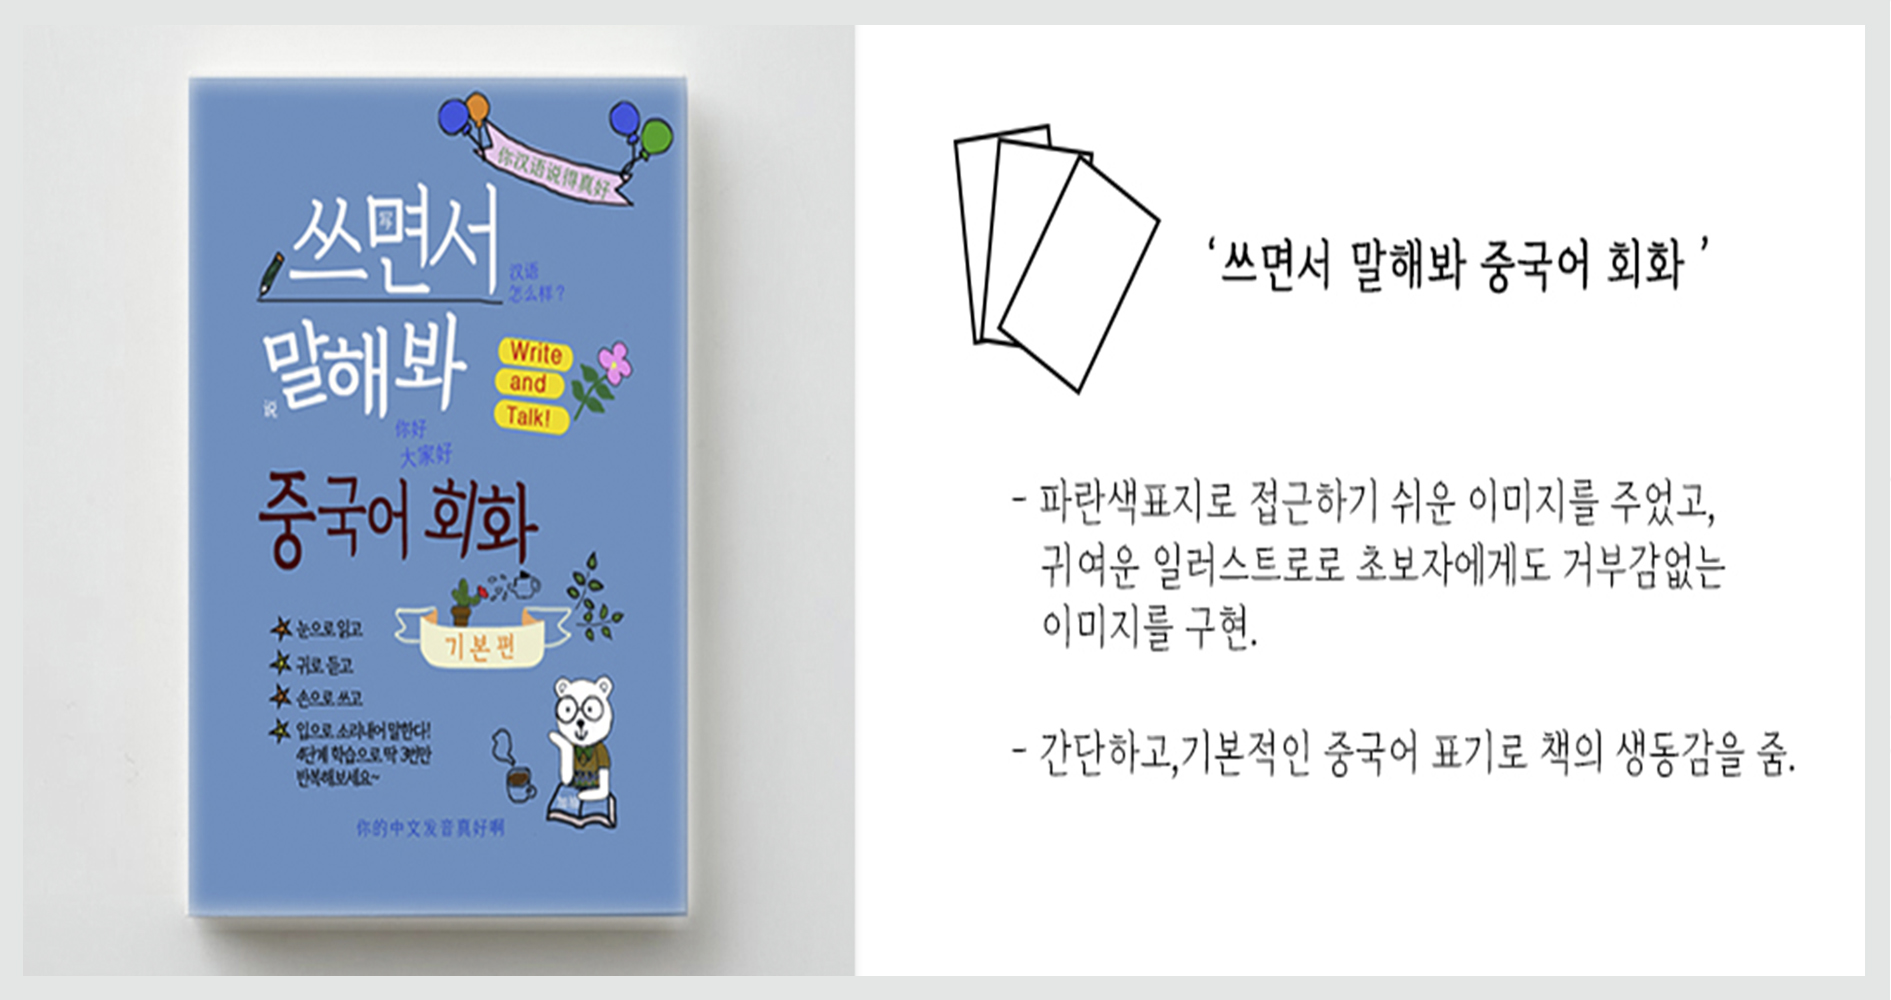 你汉语说得真好
쓰면서
写
汉语
怎么样?
말해봐
说
Write
and
Talk!
你好
大家好
중국어 회화
기본편
눈으로 읽고
귀로 듣고
손으로 쓰고
입으로 소리내어 말한다!
4단계 학습으로 딱 3번만
반복해보세요~
你的中文发音真好啊
‘쓰면서 말해봐 중국어 회화 ’
- 파란색표지로 접근하기 쉬운 이미지를 주었고,
귀여운 일러스트로로 초보자에게도 거부감없는
이미지를 구현.
- 간단하고,기본적인 중국어 표기로 책의 생동감을 줌.